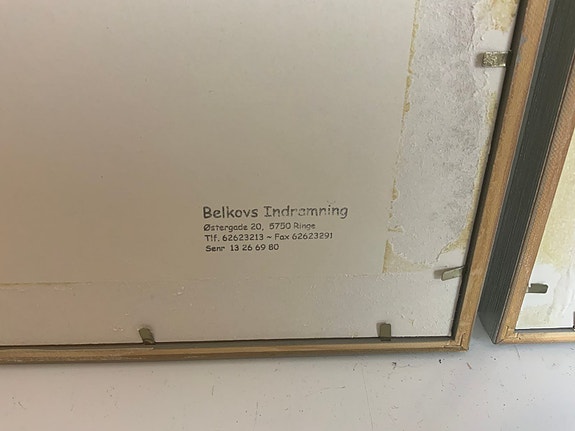 Belkovs Indramning
Østergade 20, 5750 Ringe
Tlf. 62623213 ~ Fax 62623291
Senr 13 26 69 80